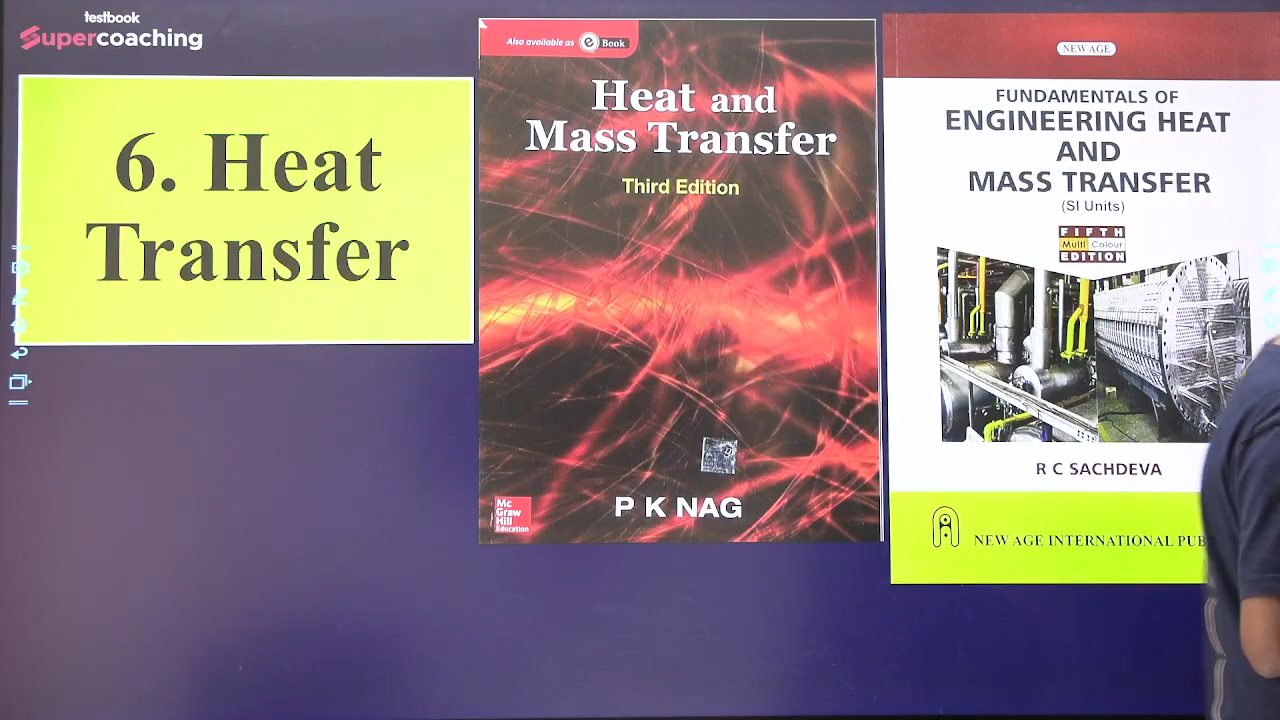 testbook
Supercoaching
6. Heat
Transfer
Also available as e Book
Heat and
Mass Transfer
Third Edition
Mc
Graw
Hill
Education
P K NAG
NEW AGE
FUNDAMENTALS OF
ENGINEERING HEAT
AND
MASS TRANSFER
(SI Units)
FIFTH
Multi Colour
EDITION
R C SACHDEVA
NEW AGE INTERNATIONAL PUB